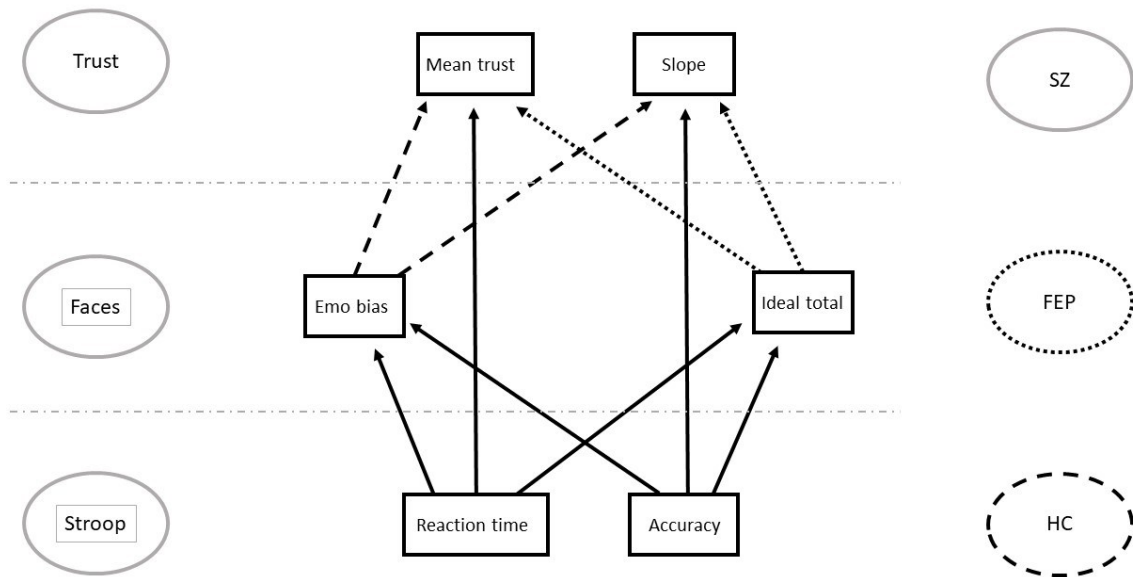 Trust
Mean trust
Slope
SZ
Faces
Emo bias
Ideal total
FEP
Stroop
Reaction time
Accuracy
HC